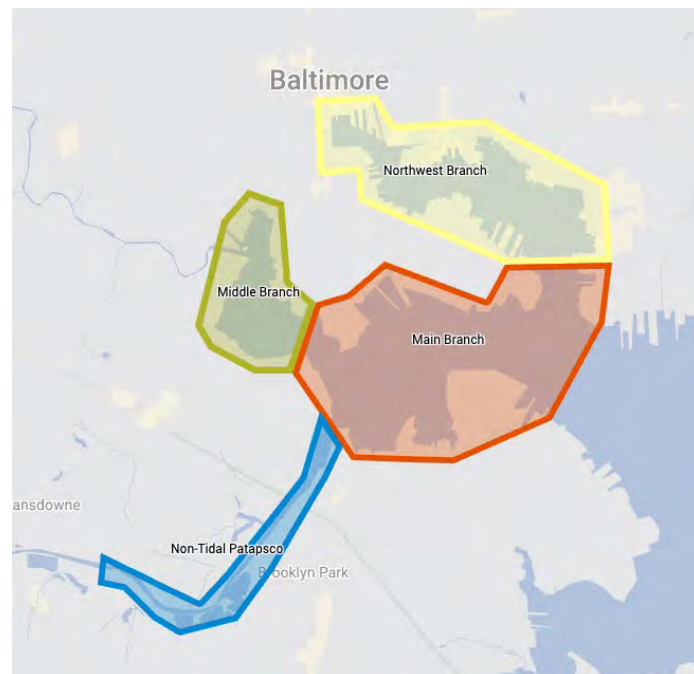 Baltimore
Northwest Branch
Middle Branch
Main Branch
ansdowne
Non-Tidal Patapsco
Brooklyn Park